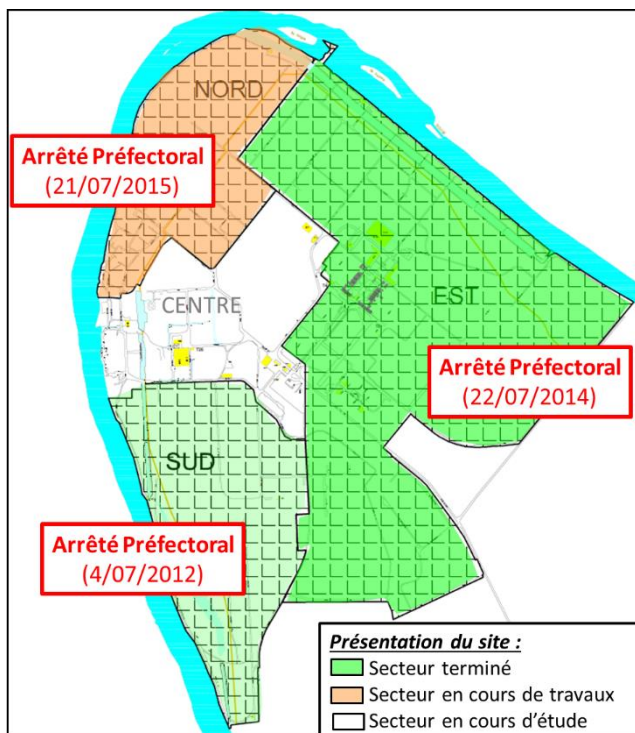 NORD
Arrêté Préfectoral
(21/07/2015)
CENTRE
EST
Arrêté Préfectoral
(22/07/2014)
SUD
Arrêté Préfectoral
(4/07/2012)
Présentation du site :
Secteur terminé
Secteur en cours de travaux
Secteur en cours d'étude